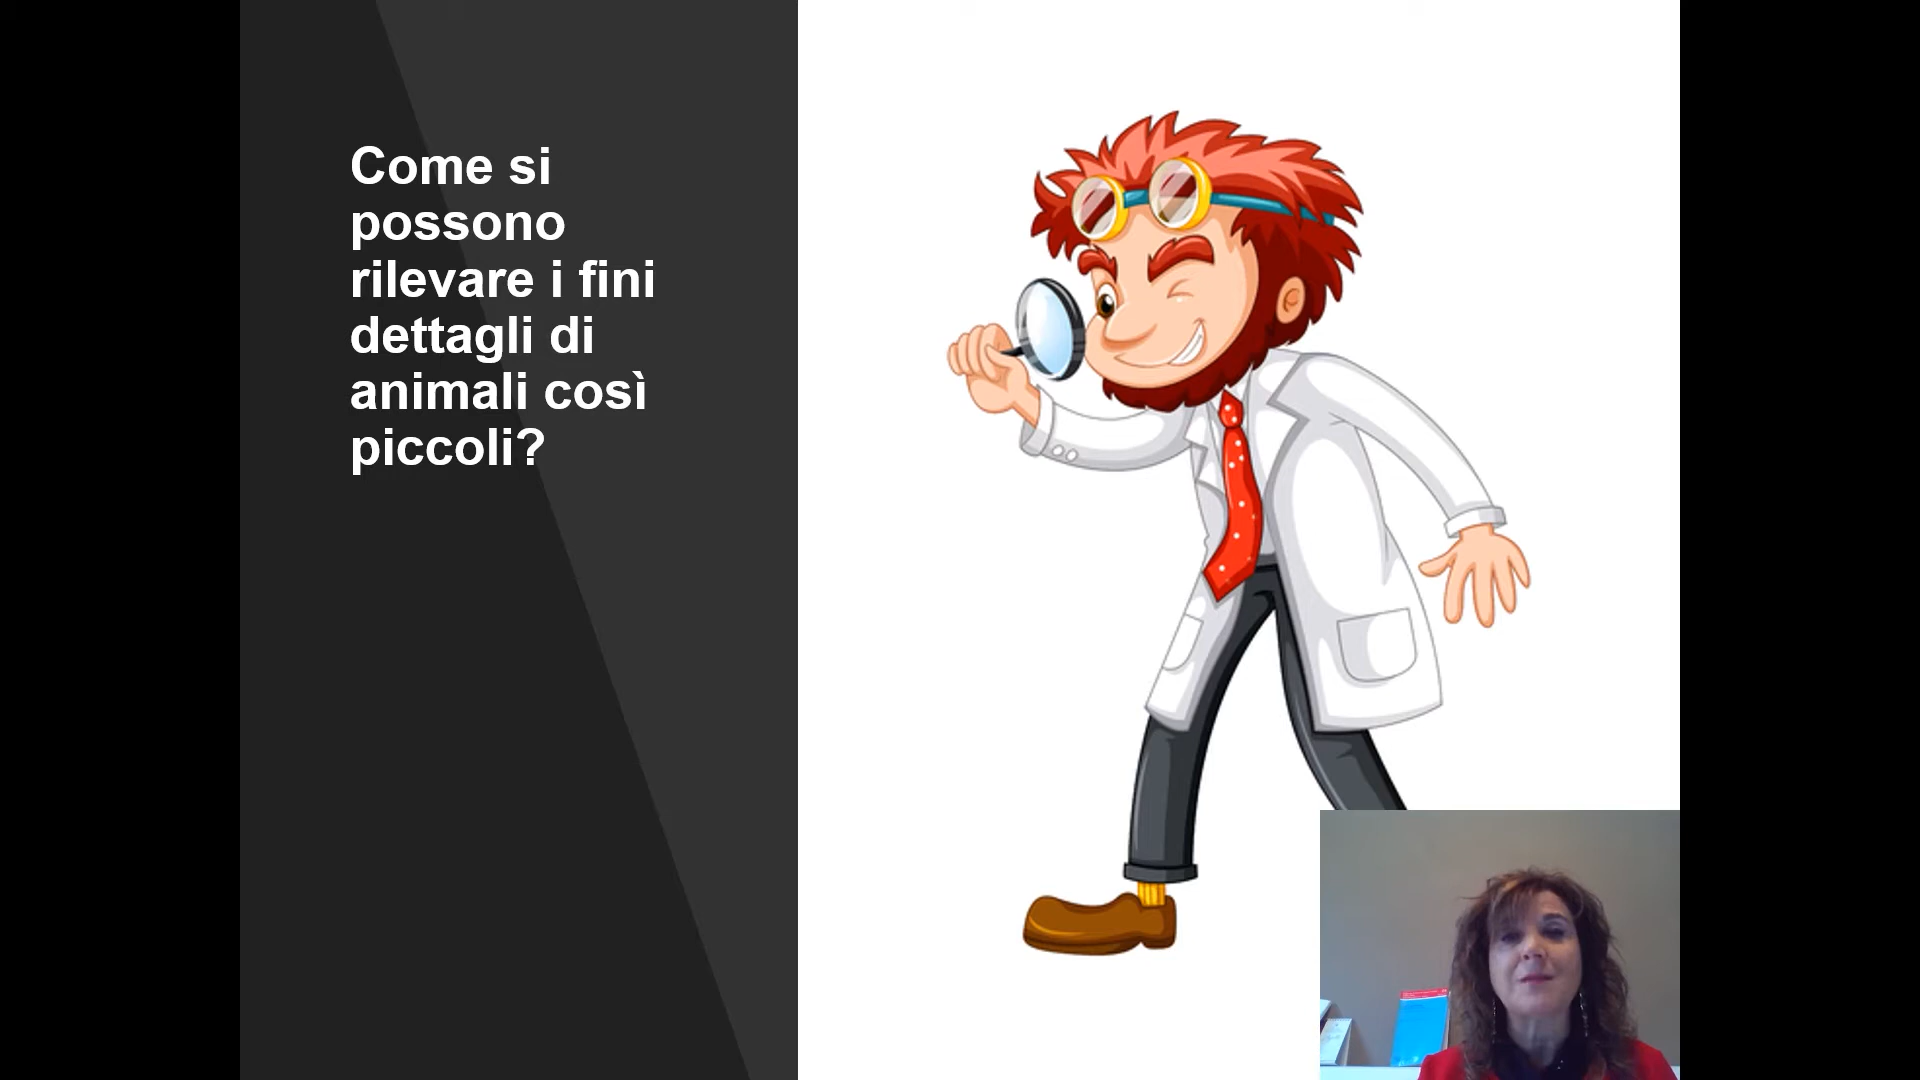 Come si
possono
rilevare i fini
dettagli di
animali così
piccoli?